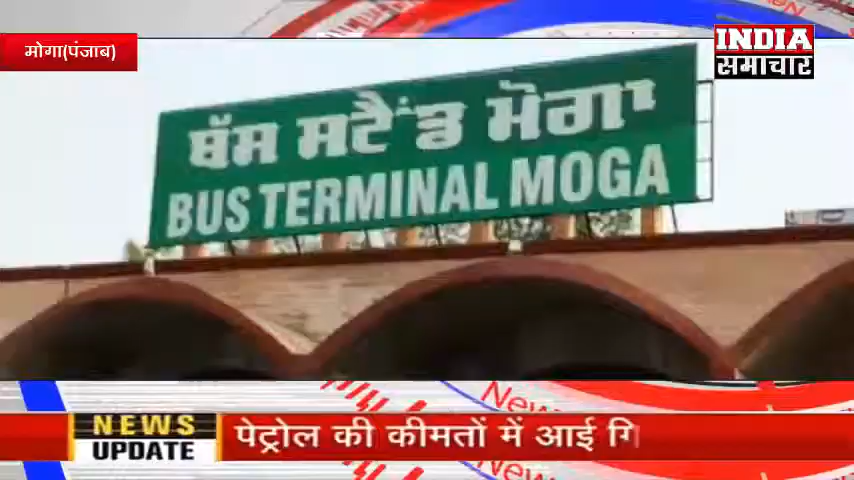 मोगा(पंजाब)
INDIA
समाचार
ਬੱਸ ਸਟੈਂਡ ਮੋਗਾ
BUS TERMINAL MOGA
NEWS
UPDATE
पेट्रोल की कीमतों में आई